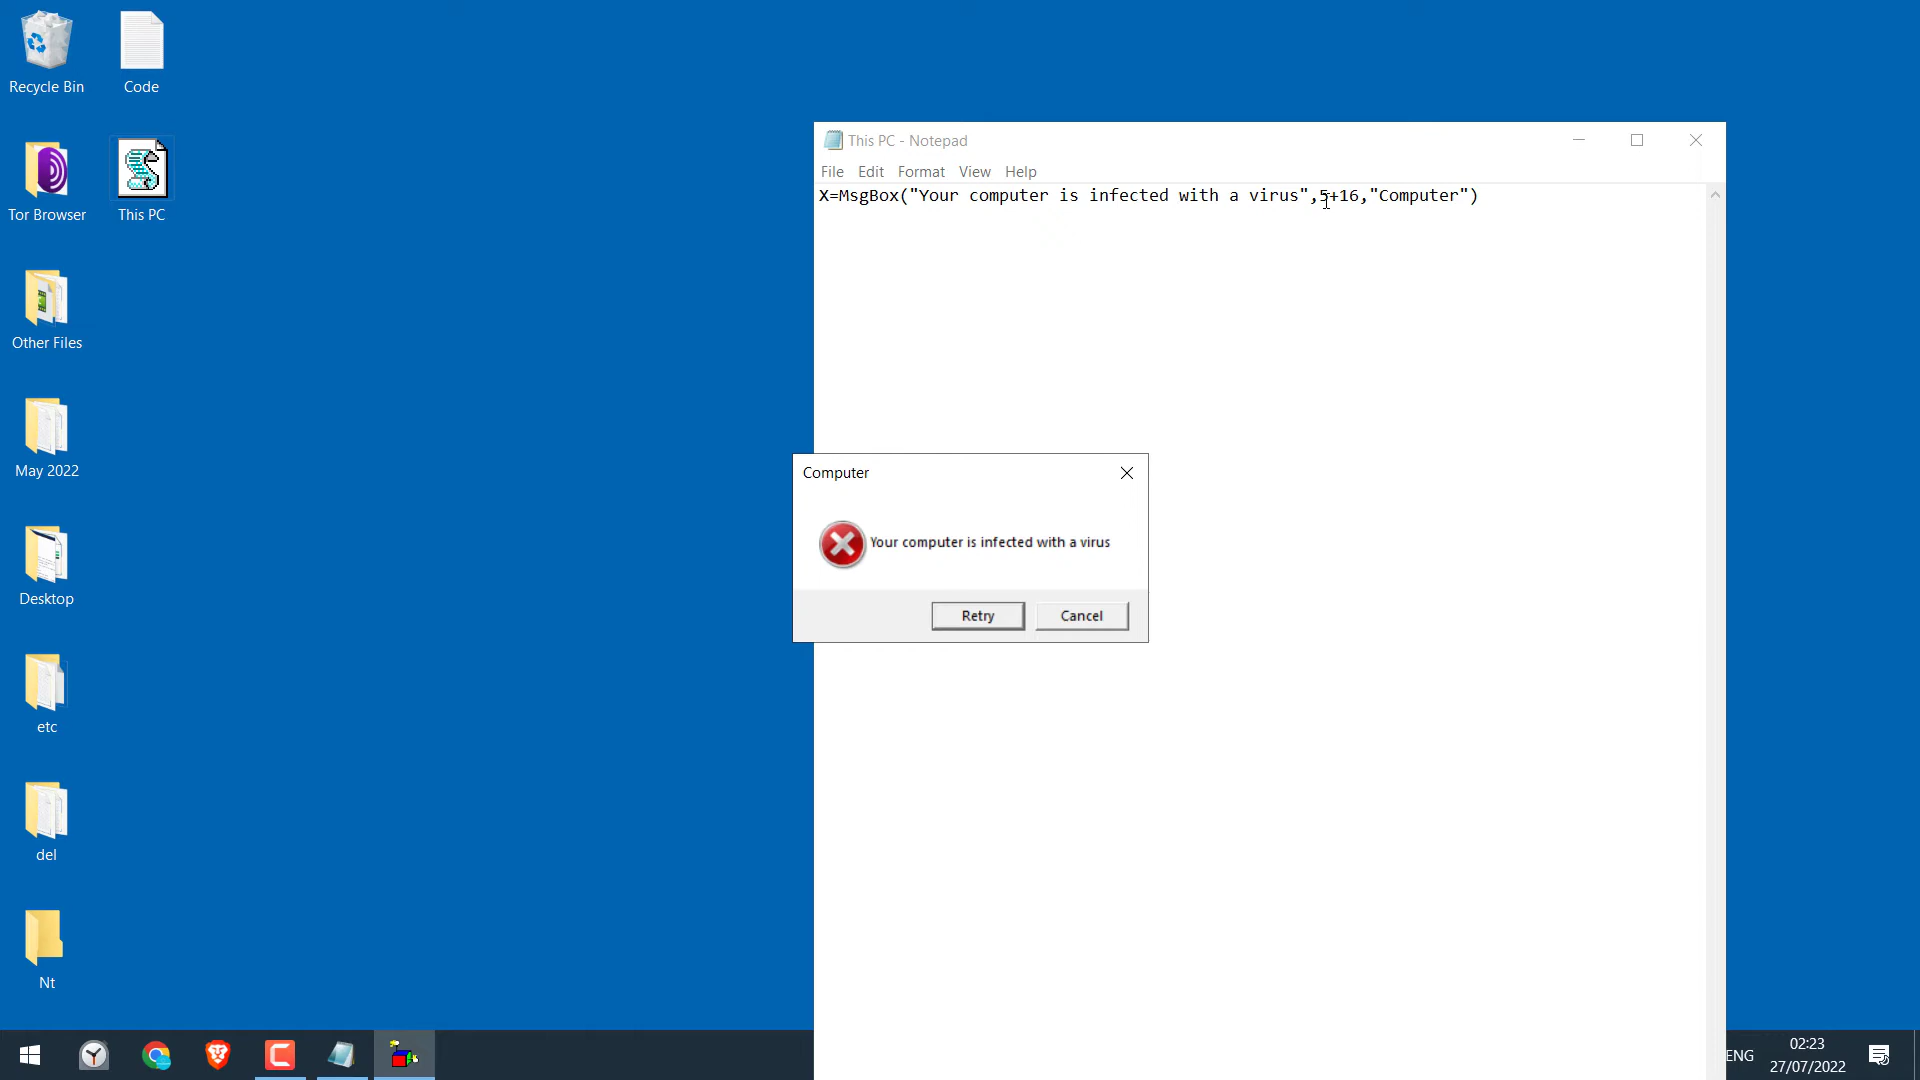 Recycle Bin
Code
Tor Browser
This PC
Other Files
May 2022
Desktop
etc
del
Nt
This PC - Notepad
File Edit Format View Help
X=MsgBox("Your computer is infected with a virus",5+16,"Computer")
Computer
Your computer is infected with a virus
Retry
Cancel
ENG
02:23
27/07/2022